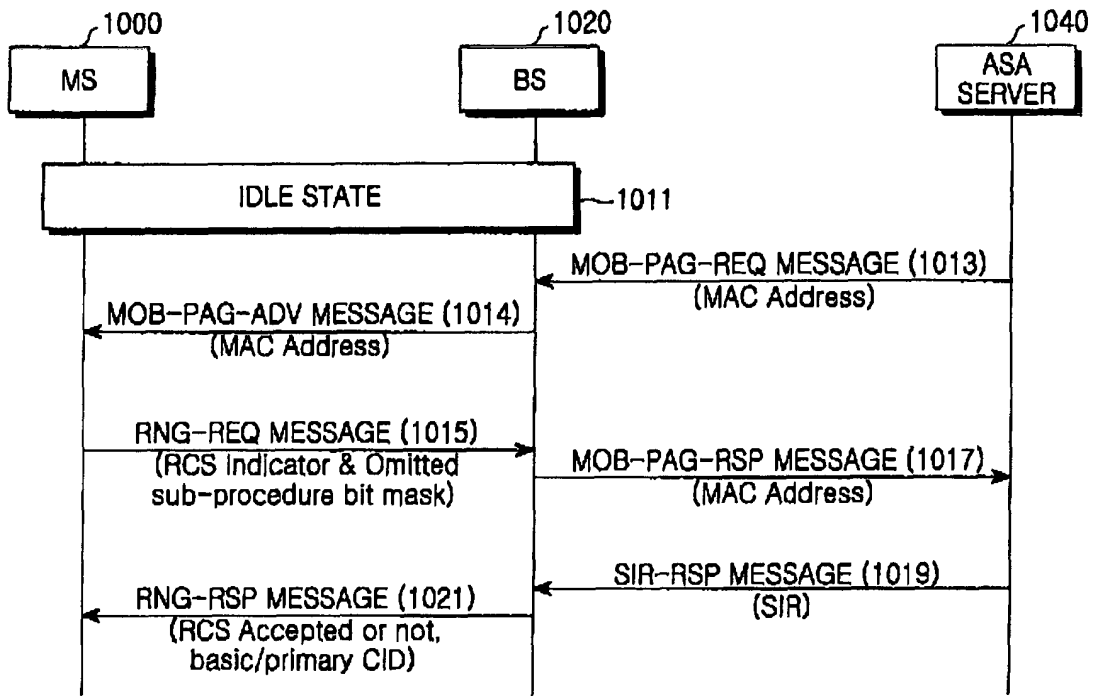 1000
1020
1040
MS
BS
ASA
SERVER
IDLE STATE
1011
MOB-PAG-REQ MESSAGE (1013)
(MAC Address)
MOB-PAG-ADV MESSAGE (1014)
(MAC Address)
RNG-REQ MESSAGE (1015)
(RCS Indicator & Omitted
sub-procedure bit mask)
MOB-PAG-RSP MESSAGE (1017)
(MAC Address)
SIR-RSP MESSAGE (1019)
(SIR)
RNG-RSP MESSAGE (1021)
(RCS Accepted or not,
basic/primary CID)